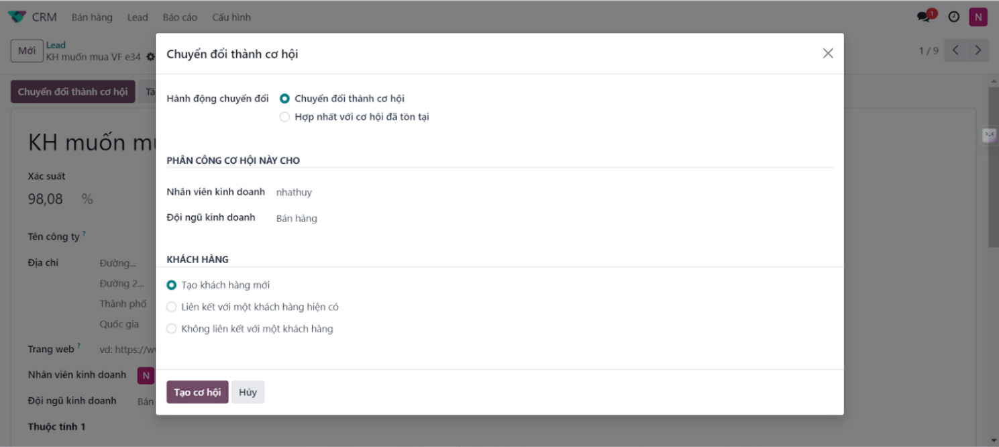 CRM Bán hàng Lead Báo cáo Cấu hình 1 N
Mới Lead
KH muốn mua VF e34 1 / 9
Chuyển đổi thành cơ hội
KH muốn
Xác suất
98,08 %
Tên công ty ?
Địa chỉ Đường...
Đường 2...
Thành phố
Quốc gia
Trang web ? vd: https://
Nhân viên kinh doanh N
Đội ngũ kinh doanh Bán
Thuộc tính 1
Chuyển đổi thành cơ hội
Hành động chuyển đổi Chuyển đổi thành cơ hội
Hợp nhất với cơ hội đã tồn tại
PHÂN CÔNG CƠ HỘI NÀY CHO
Nhân viên kinh doanh nhathuy
Đội ngũ kinh doanh Bán hàng
KHÁCH HÀNG
Tạo khách hàng mới
Liên kết với một khách hàng hiện có
Không liên kết với một khách hàng
Tạo cơ hội Hủy